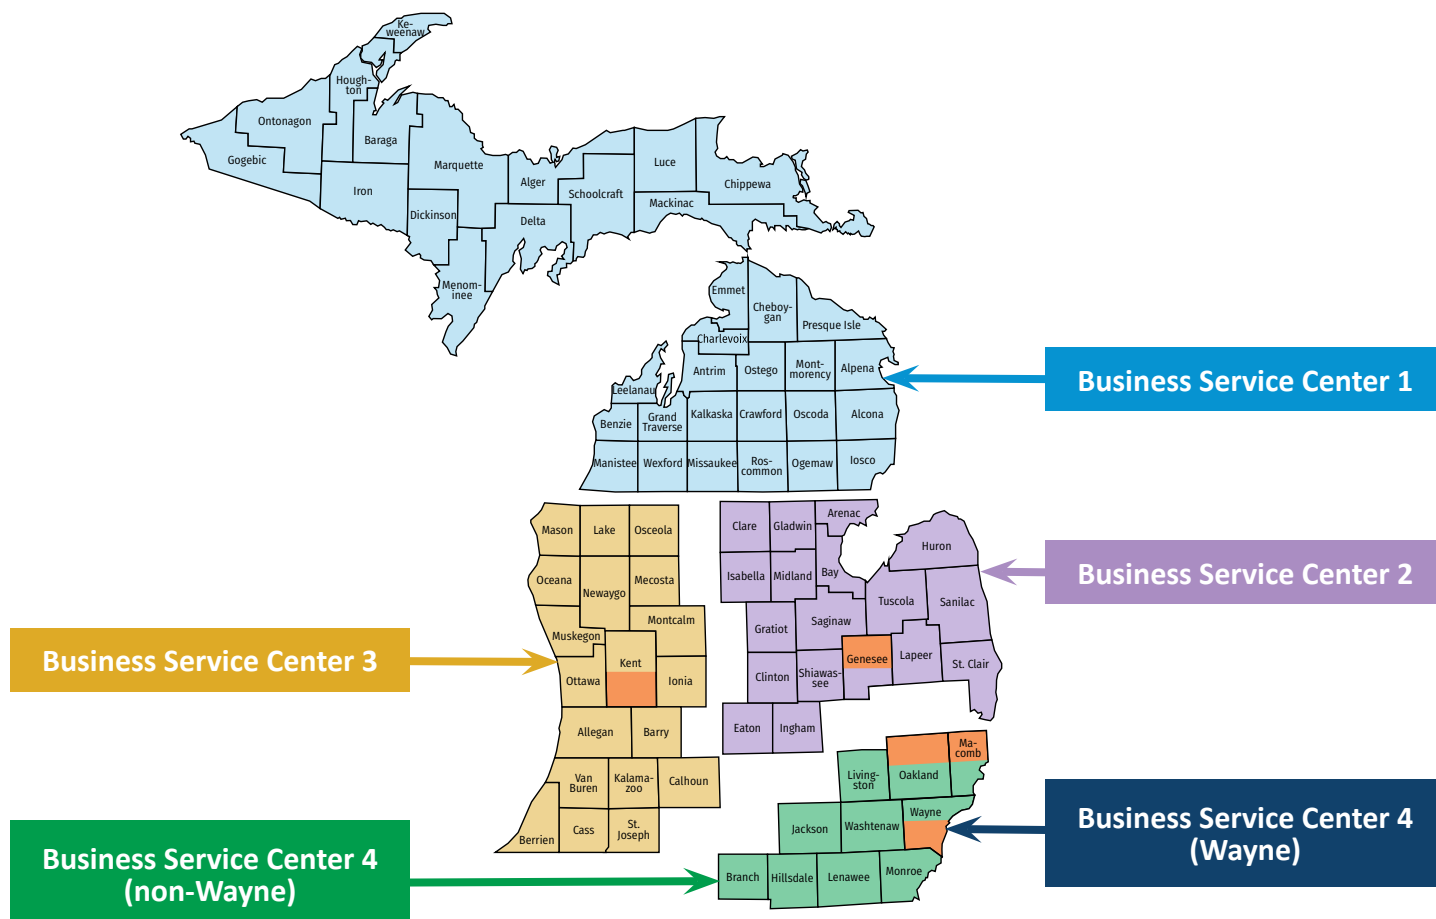 Ke-
weenaw
Hough-
ton
Ontonagon
Baraga
Gogebic
Marquette
Luce
Iron
Alger
Chippewa
Schoolcraft
Dickinson
Mackinac
Delta
Menom-
inee
Emmet
Cheboy-
gan
Presque Isle
Charlevoix
Antrim
Ostego
Mont-
morency
Alpena
Leelanau
Benzie
Grand
Traverse
Kalkaska
Crawford
Oscoda
Alcona
Manistee
Wexford
Missaukee
Ros-
common
Ogemaw
Iosco
Business Service Center 1
Mason
Lake
Osceola
Clare
Gladwin
Arenac
Huron
Oceana
Newaygo
Mecosta
Isabella
Midland
Bay
Tuscola
Sanilac
Business Service Center 2
Muskegon
Montcalm
Gratiot
Saginaw
Kent
Genesee
Lapeer
St. Clair
Business Service Center 3
Ottawa
Ionia
Clinton
Shiawas-
see
Allegan
Barry
Eaton
Ingham
Van
Buren
Kalama-
zoo
Calhoun
Living-
ston
Oakland
Ma-
comb
Berrien
Cass
St.
Joseph
Jackson
Washtenaw
Wayne
Business Service Center 4
(Wayne)
Business Service Center 4
(non-Wayne)
Branch
Hillsdale
Lenawee
Monroe